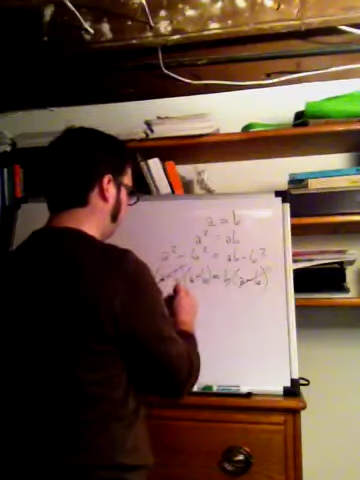 a = b
a² = ab
a² - b² = ab - b²
(a-b)(a+b) = b(a-b)